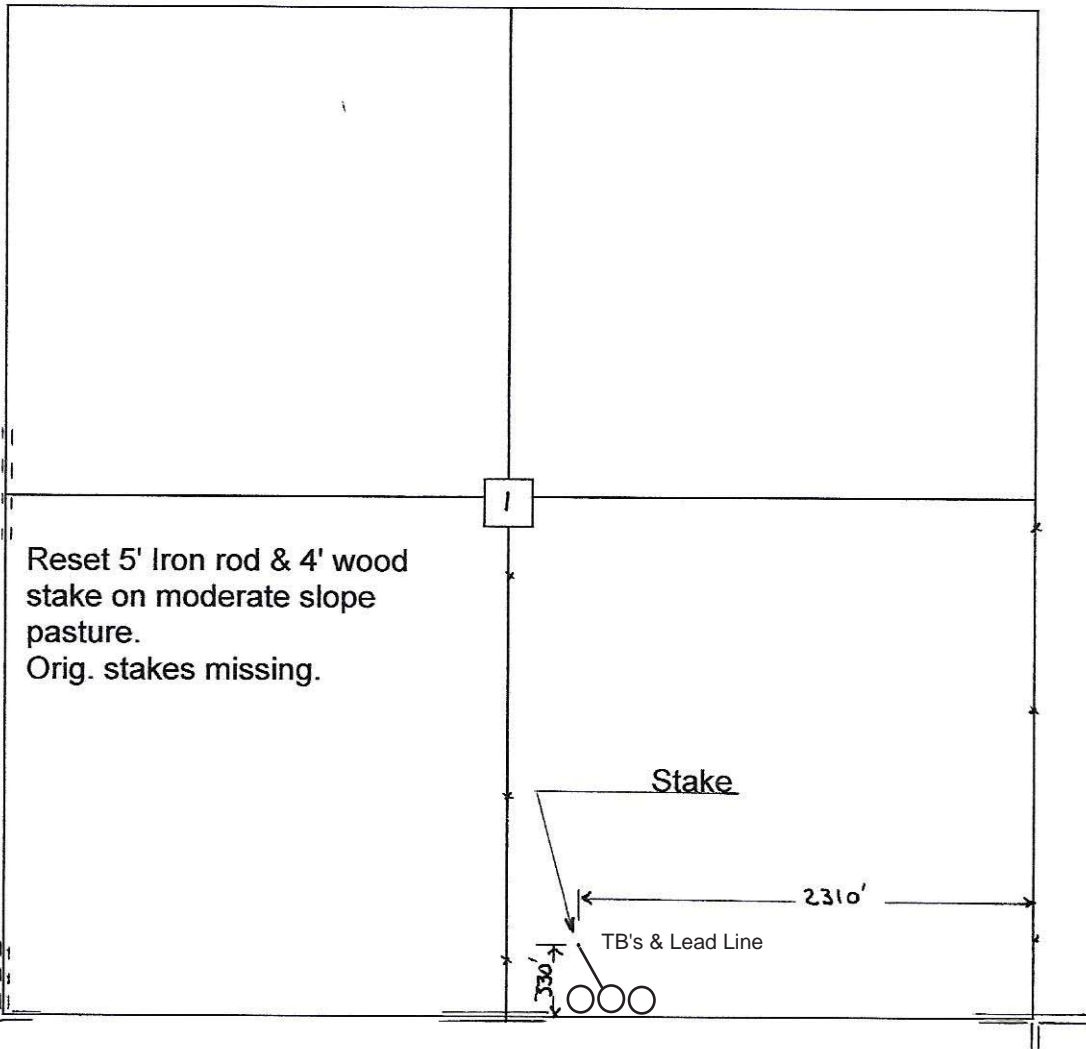 1
Reset 5' Iron rod & 4' wood
stake on moderate slope
pasture.
Orig. stakes missing.
Stake
2310'
TB's & Lead Line
330'